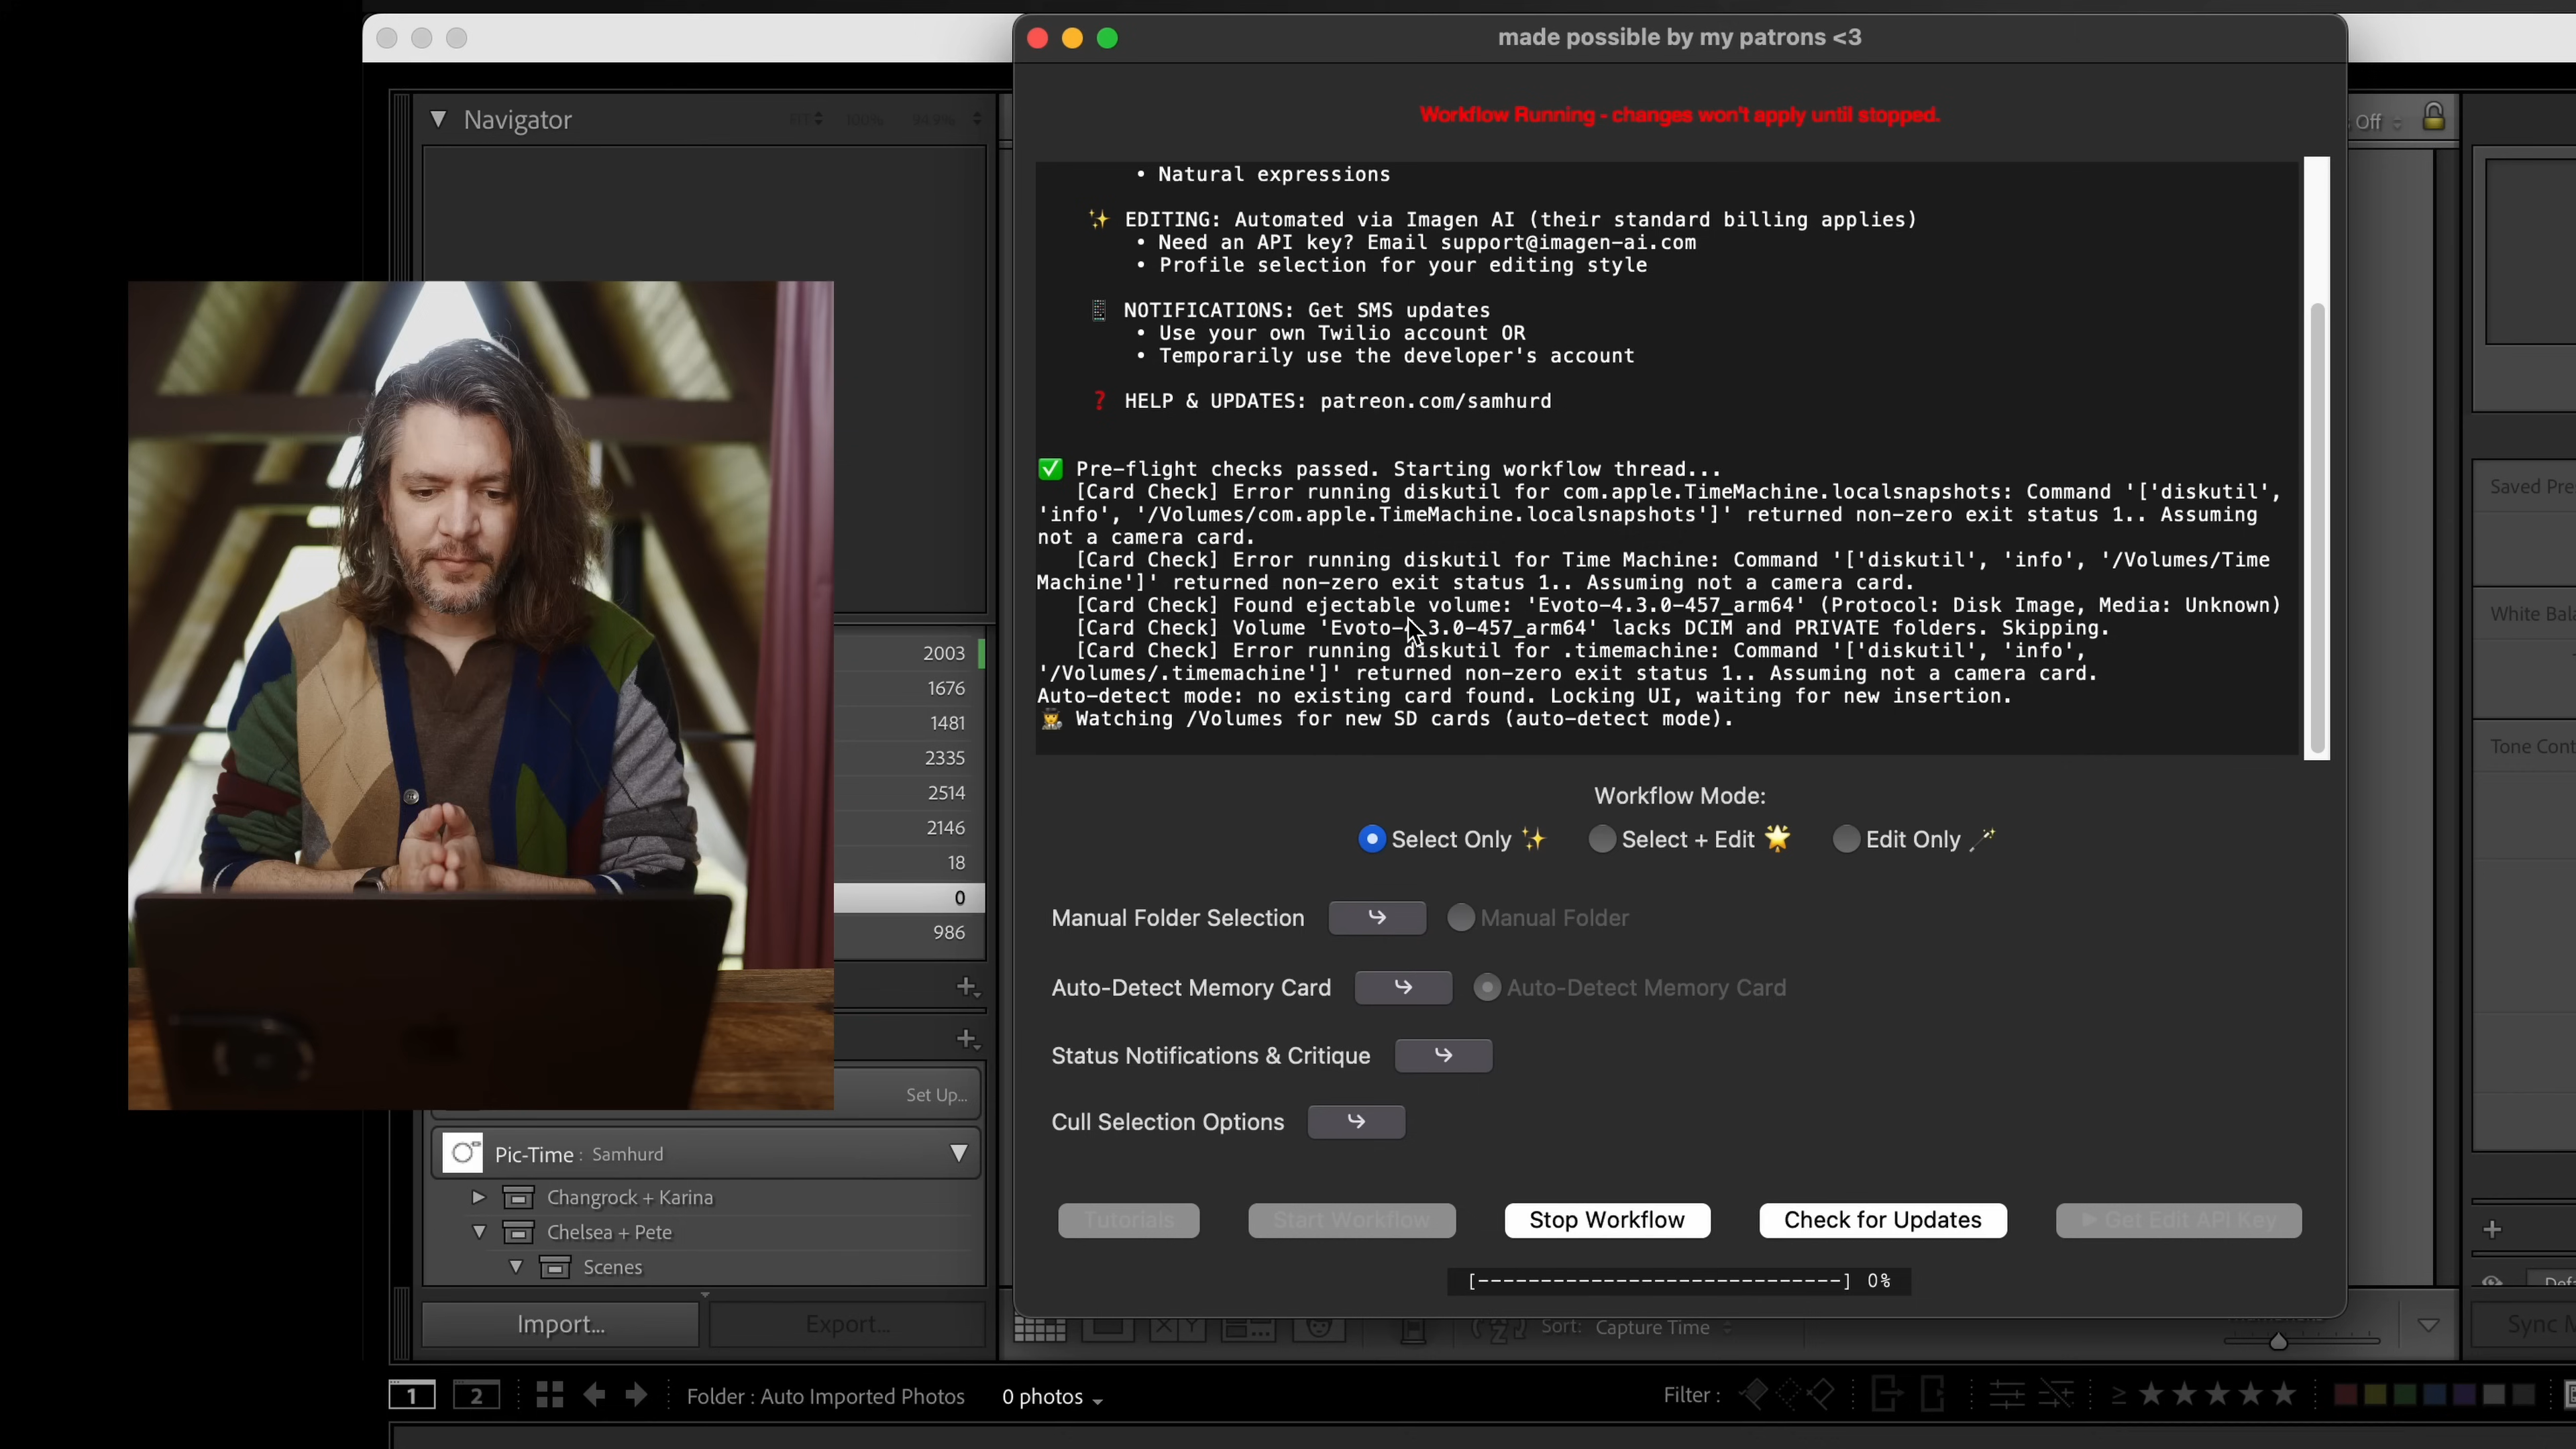 made possible by my patrons <3
Navigator
FIT
100%
Workflow Running - changes won't apply until stopped.
Off
• Natural expressions
✨ EDITING: Automated via Imagen AI (their standard billing applies)
• Need an API key? Email support@imagen-ai.com
• Profile selection for your editing style
📱 NOTIFICATIONS: Get SMS updates
• Use your own Twilio account OR
• Temporarily use the developer's account
❓ HELP & UPDATES: patreon.com/samhurd
✅ Pre-flight checks passed. Starting workflow thread...
[Card Check] Error running diskutil for com.apple.TimeMachine.localsnapshots: Command '['diskutil',
'info', '/Volumes/com.apple.TimeMachine.localsnapshots']' returned non-zero exit status 1.. Assuming
not a camera card.
[Card Check] Error running diskutil for Time Machine: Command '['diskutil', 'info', '/Volumes/Time
Machine']' returned non-zero exit status 1.. Assuming not a camera card.
[Card Check] Found ejectable volume: 'Evoto-4.3.0-457_arm64' (Protocol: Disk Image, Media: Unknown)
[Card Check] Volume 'Evoto-4.3.0-457_arm64' lacks DCIM and PRIVATE folders. Skipping.
[Card Check] Error running diskutil for .timemachine: Command '['diskutil', 'info',
'/Volumes/.timemachine']' returned non-zero exit status 1.. Assuming not a camera card.
Auto-detect mode: no existing card found. Locking UI, waiting for new insertion.
Watching /Volumes for new SD cards (auto-detect mode).
2003
1676
1481
2335
2514
2146
18
0
986
Saved Pre
White Bala
Tone Cont
Workflow Mode:
Select Only ✨ Select + Edit 🌟 Edit Only
Manual Folder Selection Manual Folder
Auto-Detect Memory Card Auto-Detect Memory Card
Status Notifications & Critique
Cull Selection Options
Set Up...
Pic-Time : Samhurd
Changrock + Karina
Chelsea + Pete
Scenes
Tutorials Start Workflow Stop Workflow Check for Updates ▶ Get Edit API Key
[-----------------------------] 0%
Import... Export...
Sort: Capture Time
Sync M
1 2 Folder : Auto Imported Photos 0 photos
Filter : ≥ ★★★★★